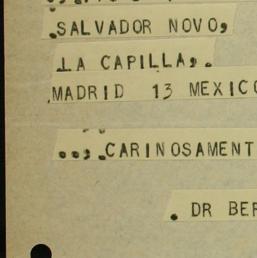 .SALVADOR NOVO,
.LA CAPILLA,.
.MADRID 13 MEXICO
..,.CARINOSAMENT
. DR BER